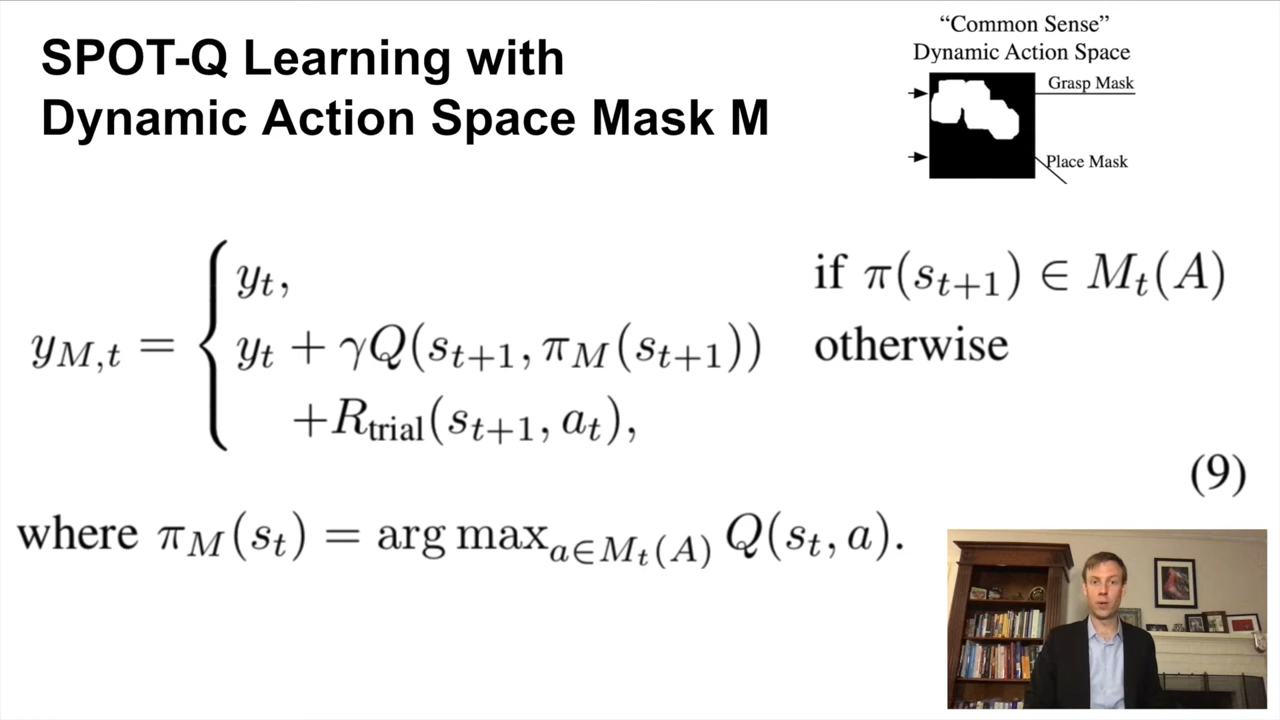 SPOT-Q Learning with
Dynamic Action Space Mask M
“Common Sense”
Dynamic Action Space
Grasp Mask
Place Mask
y_{M,t} = { y_t, if π(s_{t+1}) ∈ M_t(A)
y_t + γQ(s_{t+1}, π_M(s_{t+1})) otherwise
+R_{trial}(s_{t+1}, a_t),
(9)
where π_M(s_t) = arg max_{a∈M_t(A)} Q(s_t, a).